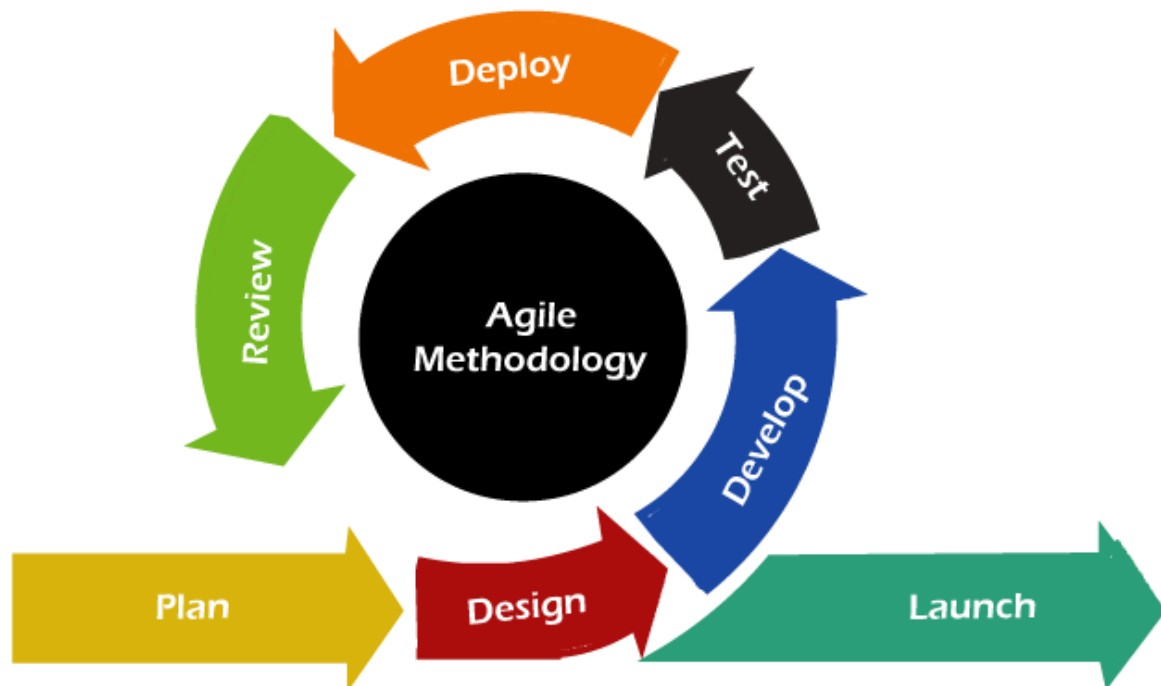 Deploy
Test
Review
Agile
Methodology
Develop
Plan
Design
Launch